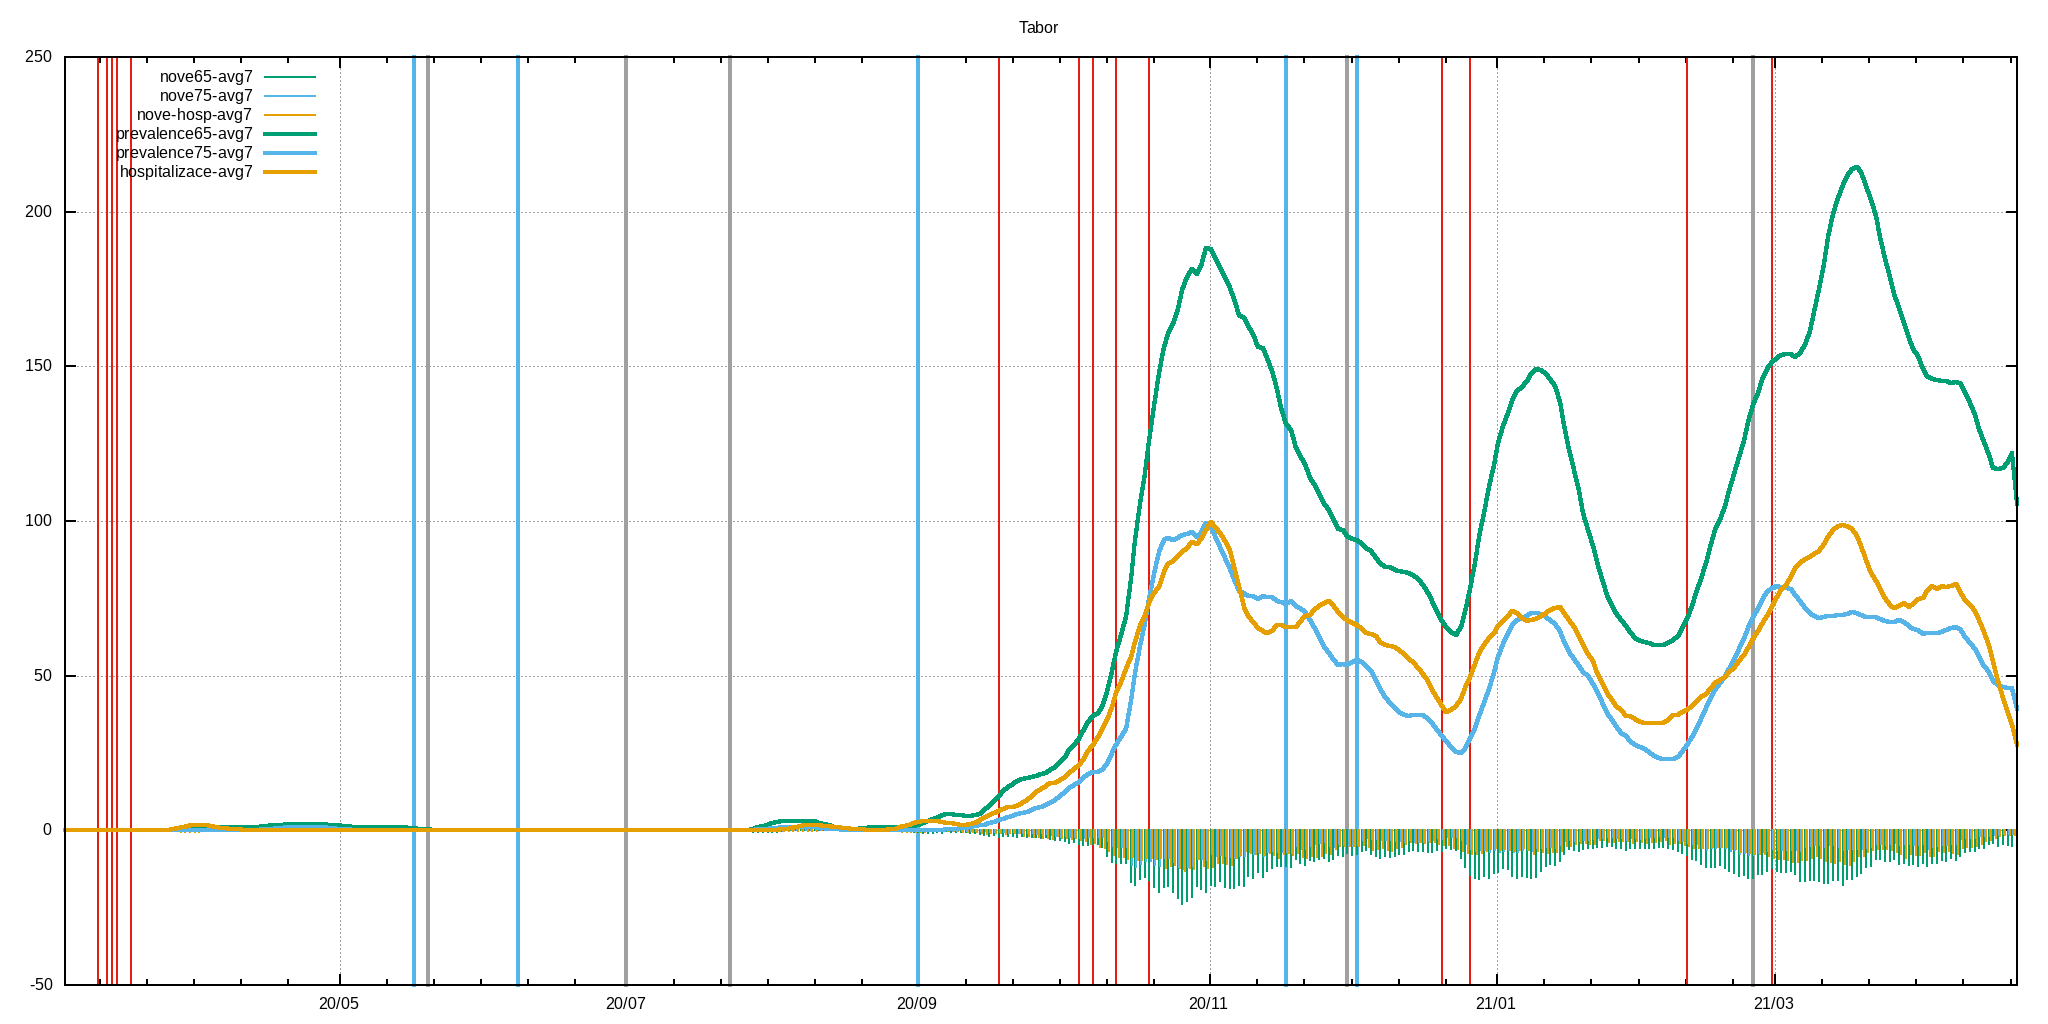 Tabor
250
nove65-avg7
nove75-avg7
nove-hosp-avg7
prevalence65-avg7
prevalence75-avg7
hospitalizace-avg7
200
150
100
50
0
-50
20/05
20/07
20/09
20/11
21/01
21/03